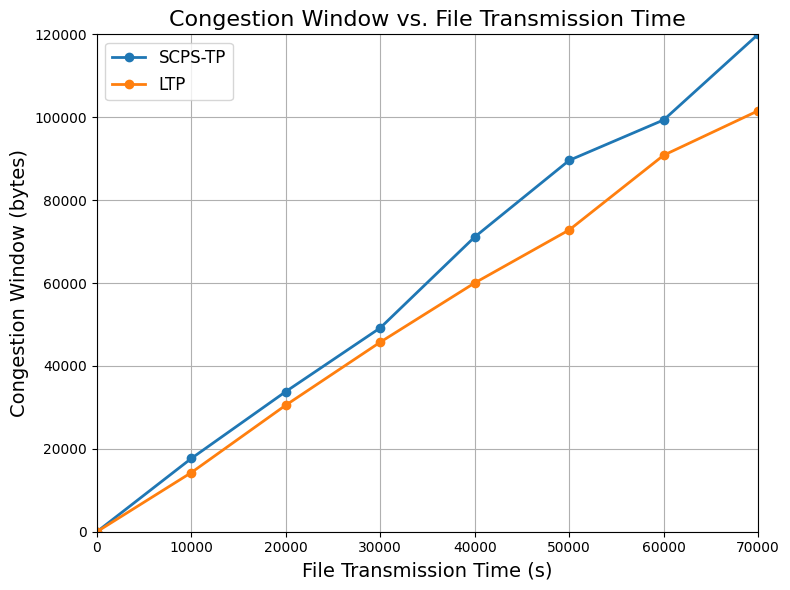 Congestion Window vs. File Transmission Time
120000
100000
80000
60000
40000
20000
0
Congestion Window (bytes)
SCPS-TP
LTP
0 10000 20000 30000 40000 50000 60000 70000
File Transmission Time (s)